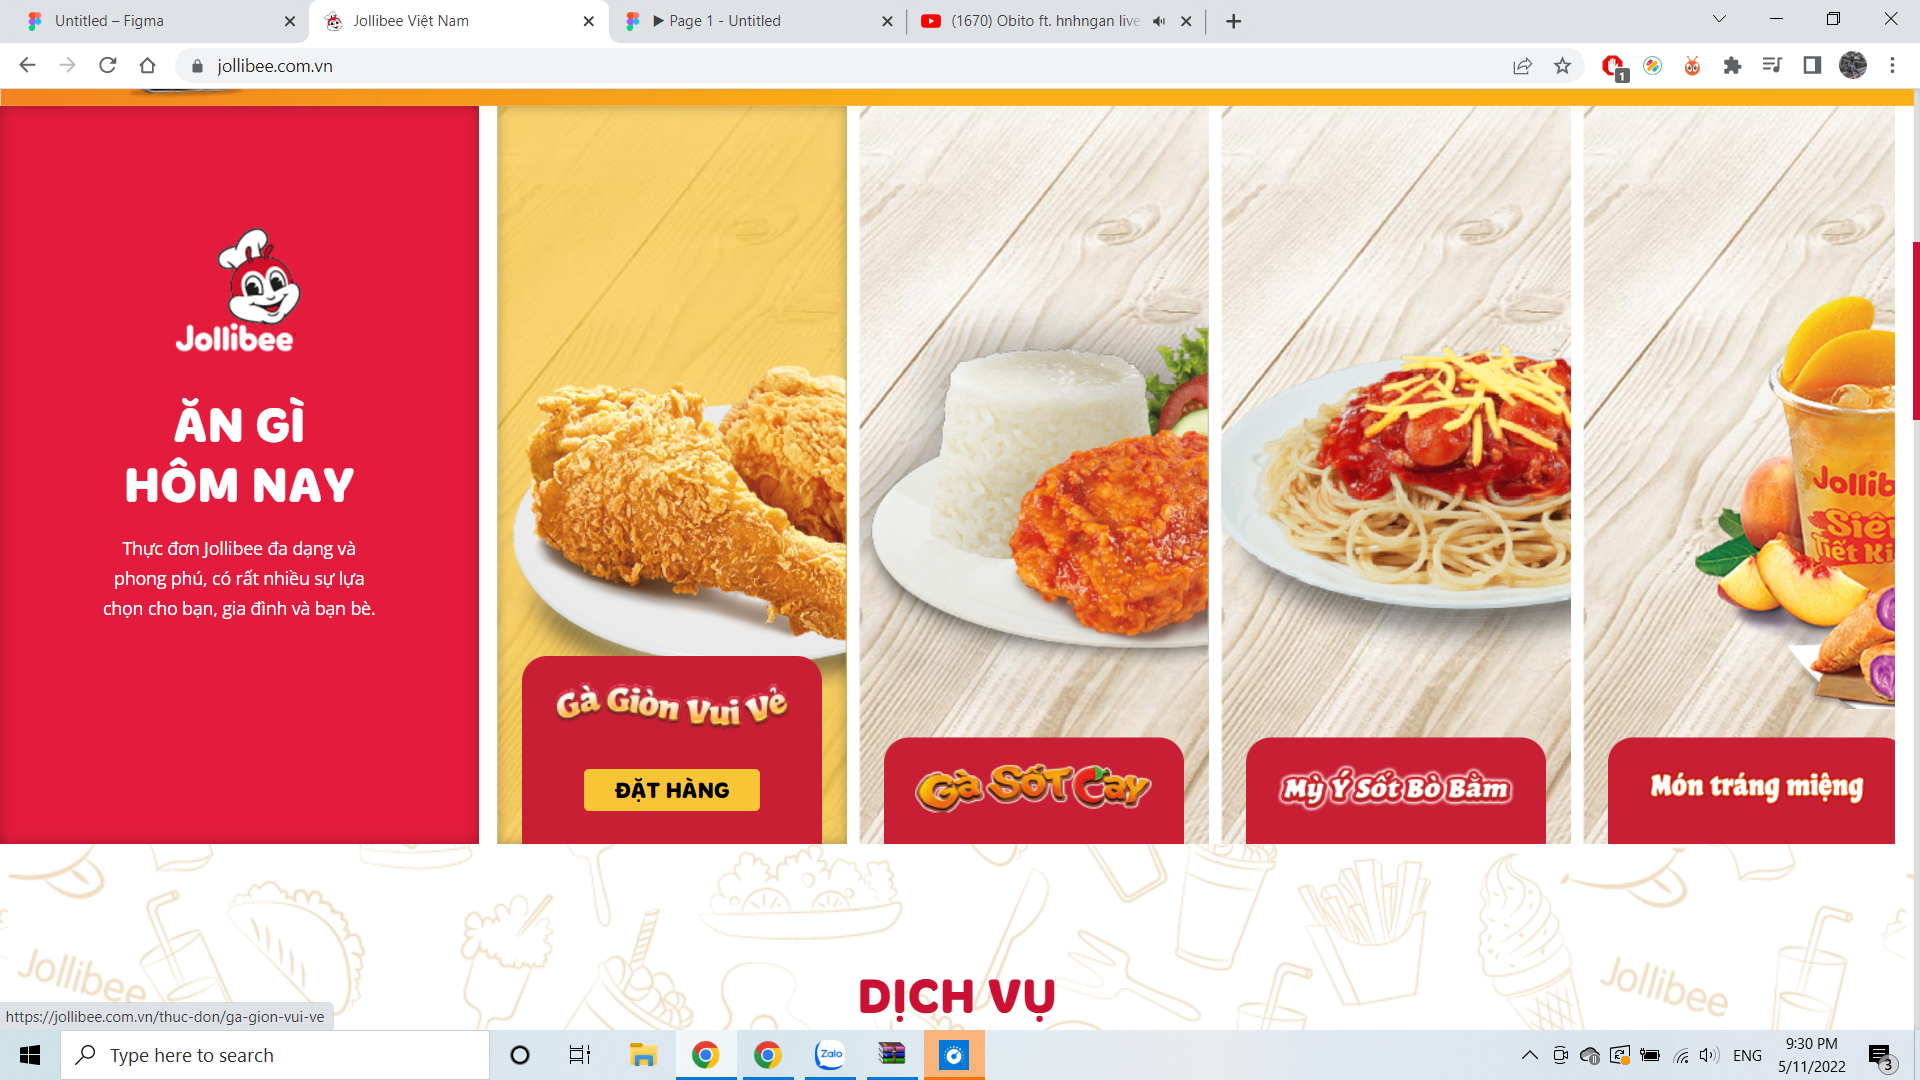 Untitled – Figma
Jollibee Việt Nam
Page 1 - Untitled
(1670) Obito ft. hnhngan live
jollibee.com.vn
1
Jollibee
ĂN GÌ
HÔM NAY
Thực đơn Jollibee đa dạng và
phong phú, có rất nhiều sự lựa
chọn cho bạn, gia đình và bạn bè.
Gà Giòn Vui Vẻ
ĐẶT HÀNG
Gà Sốt Cay
Mỳ Ý Sốt Bò Bằm
Jollib
Siêu
Tiết Ki
Món tráng miệng
Jollibee
Jollibee
DỊCH VỤ
https://jollibee.com.vn/thuc-don/ga-gion-vui-ve
Type here to search
Zalo
ENG
9:30 PM
5/11/2022
3